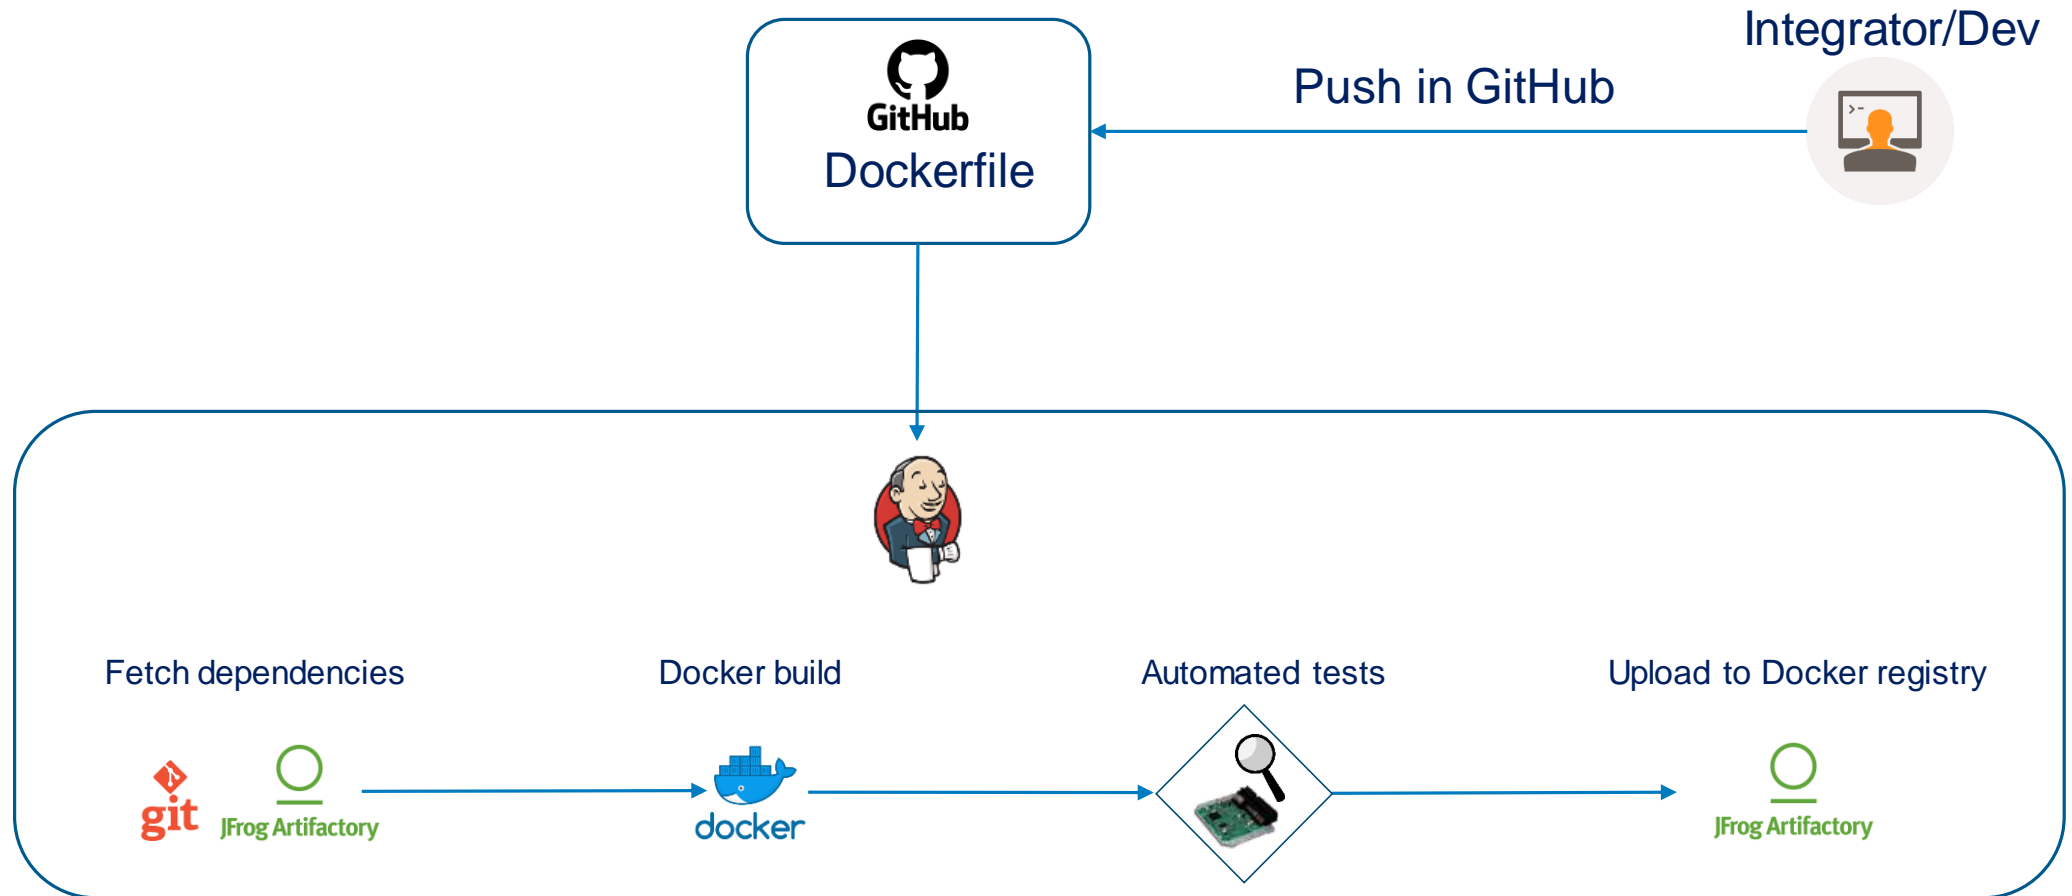 Integrator/Dev
Push in GitHub
GitHub
Dockerfile
>-
Fetch dependencies
Docker build
Automated tests
Upload to Docker registry
git
JFrog Artifactory
docker
JFrog Artifactory